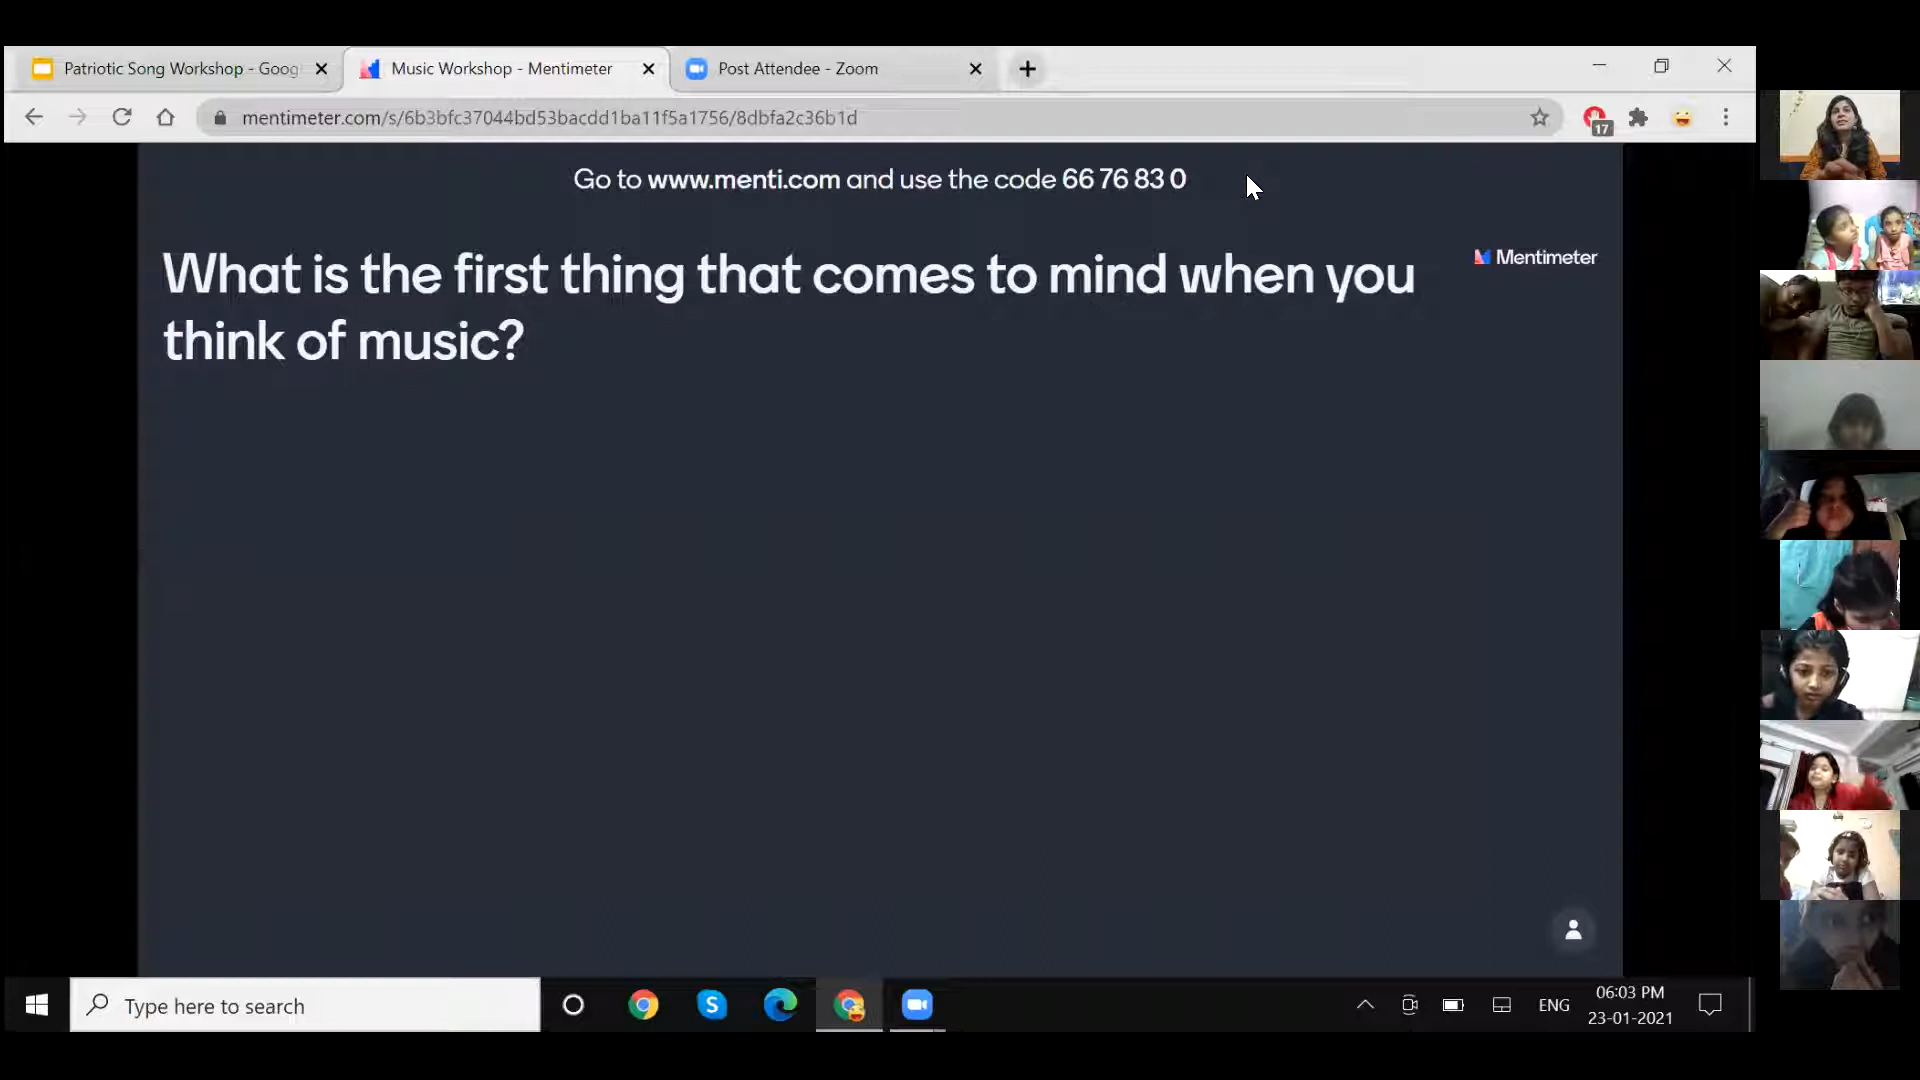 Patriotic Song Workshop - Goog
Music Workshop - Mentimeter
Post Attendee - Zoom
mentimeter.com/s/6b3bfc37044bd53bacdd1ba11f5a1756/8dbfa2c36b1d
17
Go to www.menti.com and use the code 66 76 83 0
What is the first thing that comes to mind when you
think of music?
Mentimeter
Type here to search
S
ENG
06:03 PM
23-01-2021